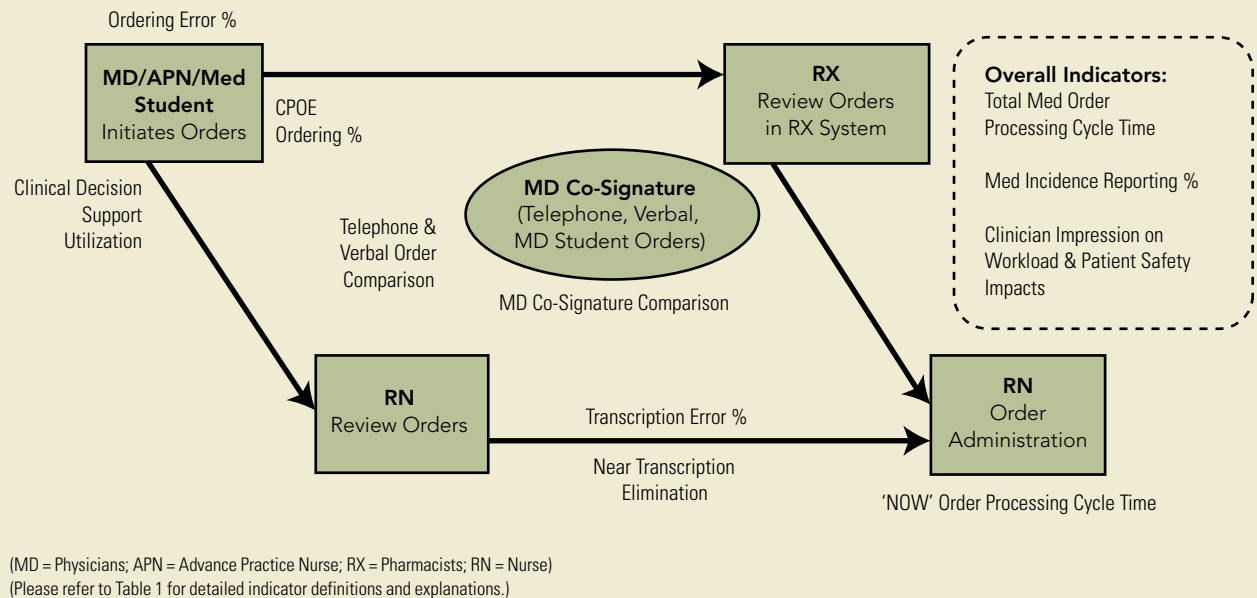 Ordering Error %
MD/APN/Med
Student
Initiates Orders
CPOE
Ordering %
RX
Review Orders
in RX System
Overall Indicators:
Total Med Order
Processing Cycle Time
Med Incidence Reporting %
Clinician Impression on
Workload & Patient Safety
Impacts
Clinical Decision
Support
Utilization
Telephone &
Verbal Order
Comparison
MD Co-Signature
(Telephone, Verbal,
MD Student Orders)
MD Co-Signature Comparison
RN
Review Orders
Transcription Error %
Near Transcription
Elimination
RN
Order
Administration
'NOW' Order Processing Cycle Time
(MD = Physicians; APN = Advance Practice Nurse; RX = Pharmacists; RN = Nurse)
(Please refer to Table 1 for detailed indicator definitions and explanations.)